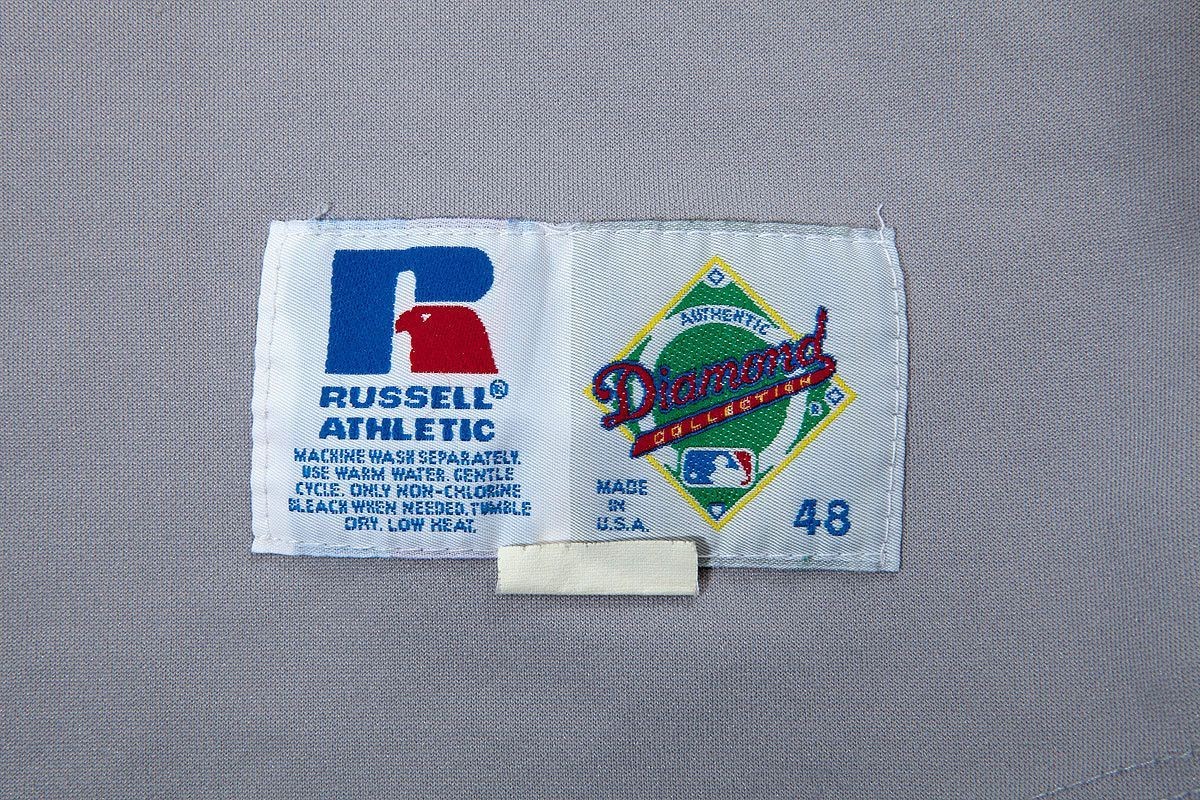 RUSSELL®
ATHLETIC
MACHINE WASH SEPARATELY.
USE WARM WATER. GENTLE
CYCLE. ONLY NON-CHLORINE
BLEACH WHEN NEEDED. TUMBLE
DRY. LOW HEAT.
AUTHENTIC
Diamond
COLLECTION
®
MADE
IN
U.S.A.
48